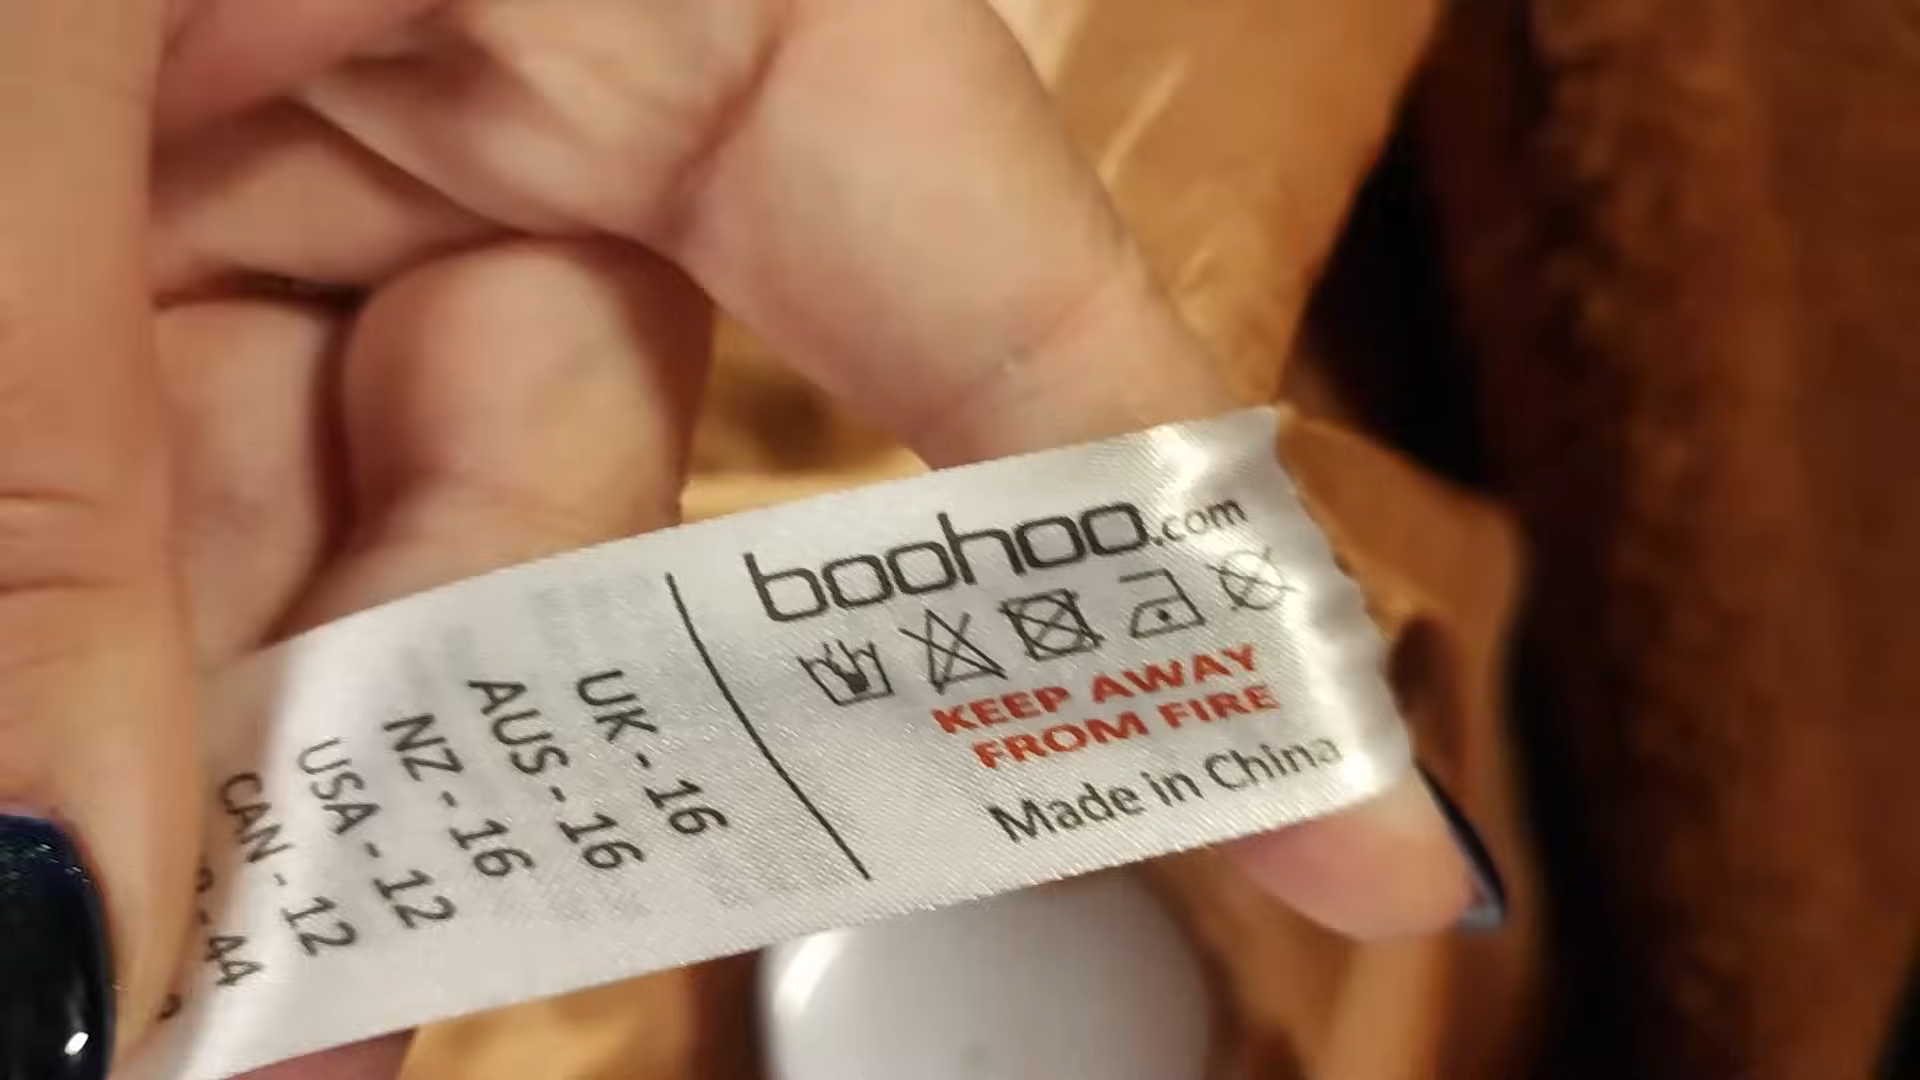 boohoo.com
KEEP AWAY
FROM FIRE
Made in China
UK - 16
AUS - 16
NZ - 16
USA - 12
CAN - 12
- 44